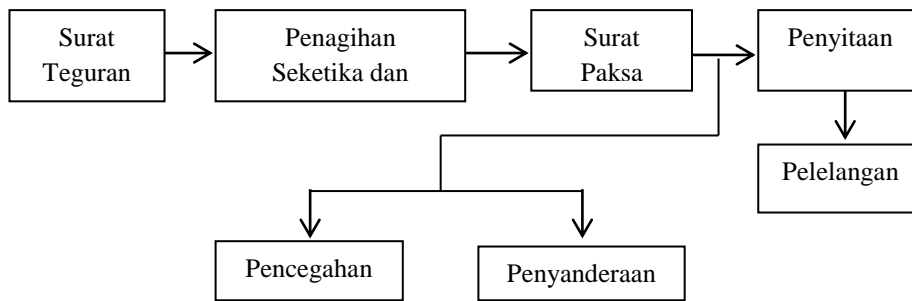 Surat
Teguran
Penagihan
Seketika dan
Surat
Paksa
Penyitaan
Pelelangan
Pencegahan
Penyanderaan